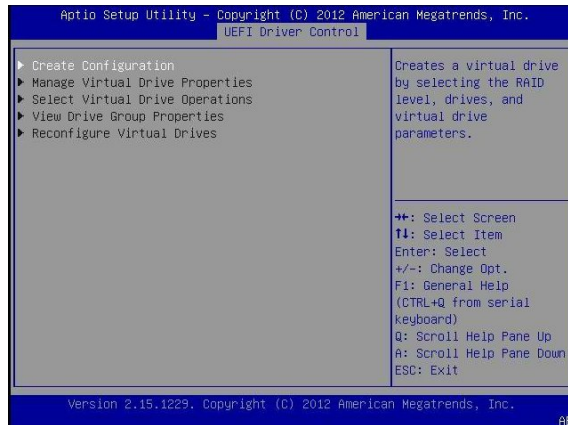 Aptio Setup Utility – Copyright (C) 2012 American Megatrends, Inc.
UEFI Driver Control
▶ Create Configuration
▶ Manage Virtual Drive Properties
▶ Select Virtual Drive Operations
▶ View Drive Group Properties
▶ Reconfigure Virtual Drives
Creates a virtual drive
by selecting the RAID
level, drives, and
virtual drive
parameters.
→←: Select Screen
↑↓: Select Item
Enter: Select
+/-: Change Opt.
F1: General Help
(CTRL+Q from serial
keyboard)
Q: Scroll Help Pane Up
A: Scroll Help Pane Down
ESC: Exit
Version 2.15.1229. Copyright (C) 2012 American Megatrends, Inc.